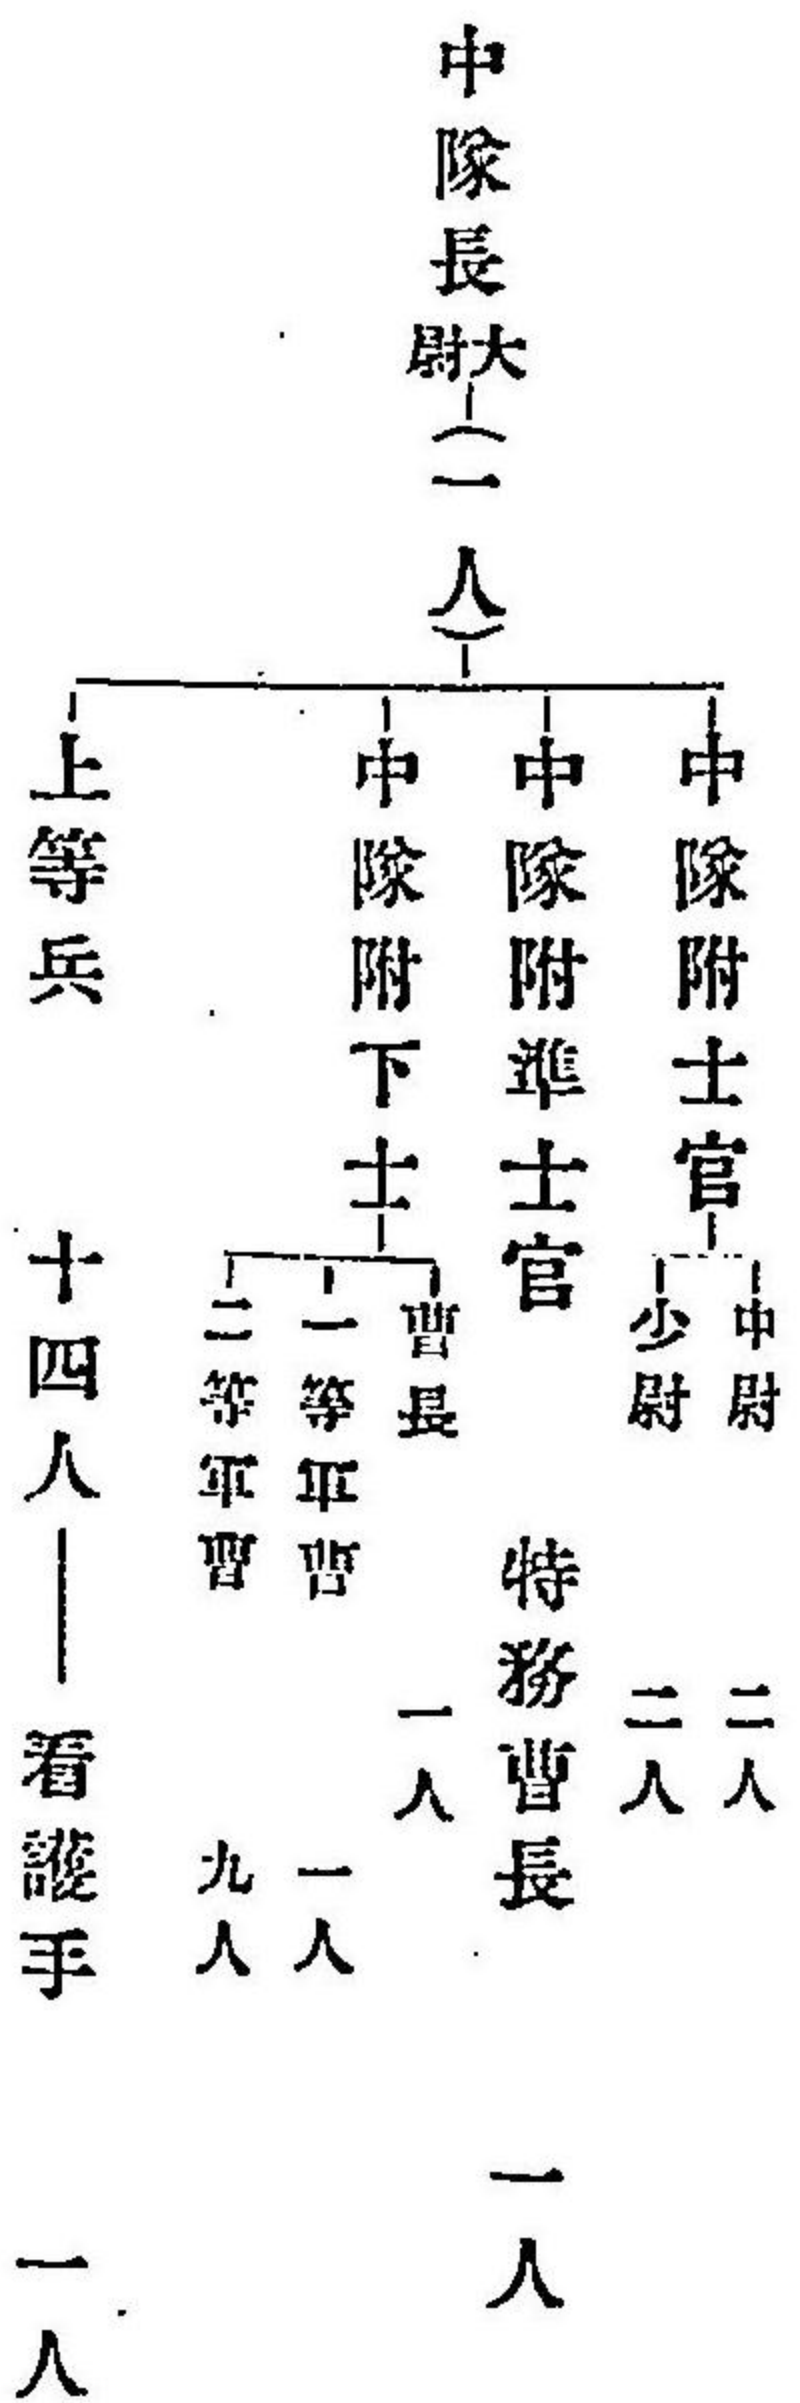 中隊長大尉(一人)
中隊附士官
中尉 二人
少尉 二人
中隊附準士官 特務曹長 一人
中隊附下士
曹長 一人
一等軍曹 一人
二等軍曹 九人
上等兵 十四人—看護手 一人